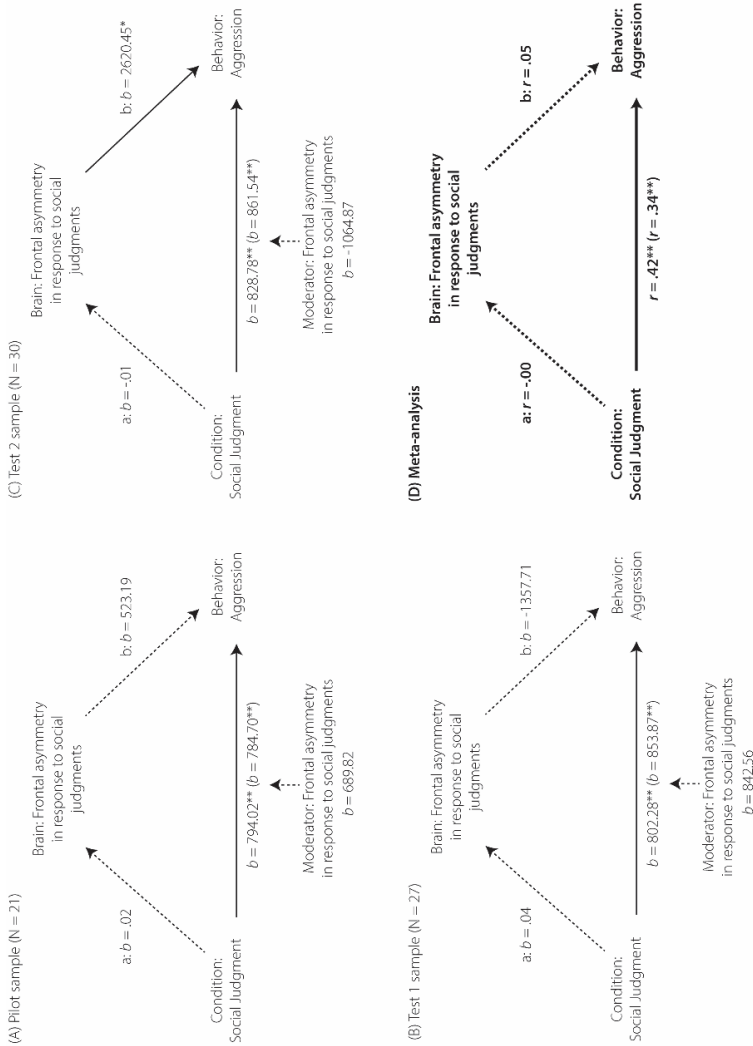 (A) Pilot sample (N = 21)
Brain: Frontal asymmetry
in response to social
judgments
a: b = .02
b: b = 523.19
Condition:
Social Judgment
b = 794.02** (b = 784.70**)
Behavior:
Aggression
Moderator: Frontal asymmetry
in response to social judgments
b = 689.82
(B) Test 1 sample (N = 27)
Brain: Frontal asymmetry
in response to social
judgments
a: b = .04
b: b = -1357.71
Condition:
Social Judgment
b = 802.28** (b = 853.87**)
Behavior:
Aggression
Moderator: Frontal asymmetry
in response to social judgments
b = 842.56
(C) Test 2 sample (N = 30)
Brain: Frontal asymmetry
in response to social
judgments
a: b = -.01
b: b = 2620.45*
Condition:
Social Judgment
b = 828.78** (b = 861.54**)
Behavior:
Aggression
Moderator: Frontal asymmetry
in response to social judgments
b = -1064.87
(D) Meta-analysis
Brain: Frontal asymmetry
in response to social
judgments
a: r = -.00
b: r = .05
Condition:
Social Judgment
r = .42** (r = .34**)
Behavior:
Aggression